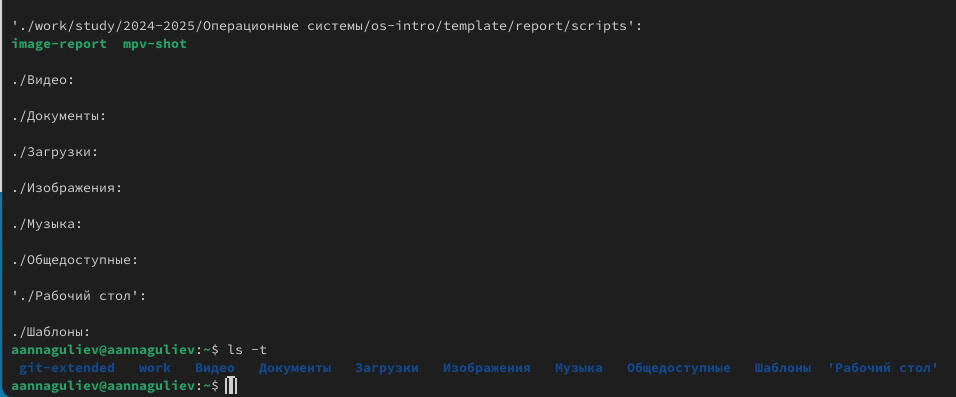 './work/study/2024-2025/Операционные системы/os-intro/template/report/scripts':
image-report  mpv-shot
./Видео:
./Документы:
./Загрузки:
./Изображения:
./Музыка:
./Общедоступные:
'./Рабочий стол':
./Шаблоны:
aannaguliev@aannaguliev:~$ ls -t
git-extended  work  Видео  Документы  Загрузки  Изображения  Музыка  Общедоступные  Шаблоны  'Рабочий стол'
aannaguliev@aannaguliev:~$